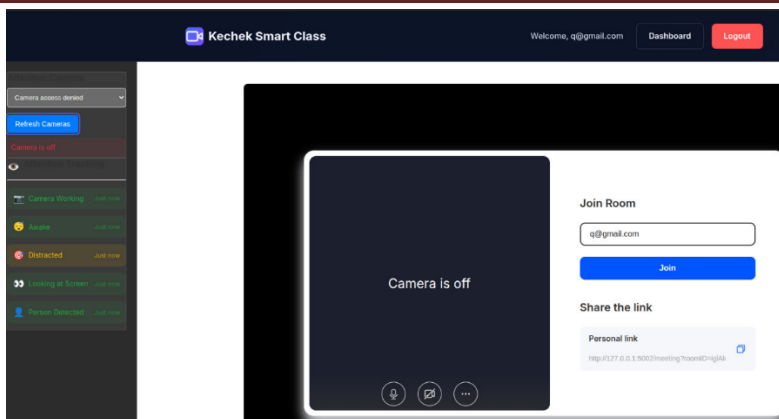 Kechek Smart Class
Welcome, q@gmail.com
Dashboard
Logout
Camera access denied
Refresh Cameras
Camera is off
Camera Working Just now
Awake Just now
Distracted Just now
Looking at Screen Just now
Person Detected Just now
Camera is off
Join Room
q@gmail.com
Join
Share the link
Personal link